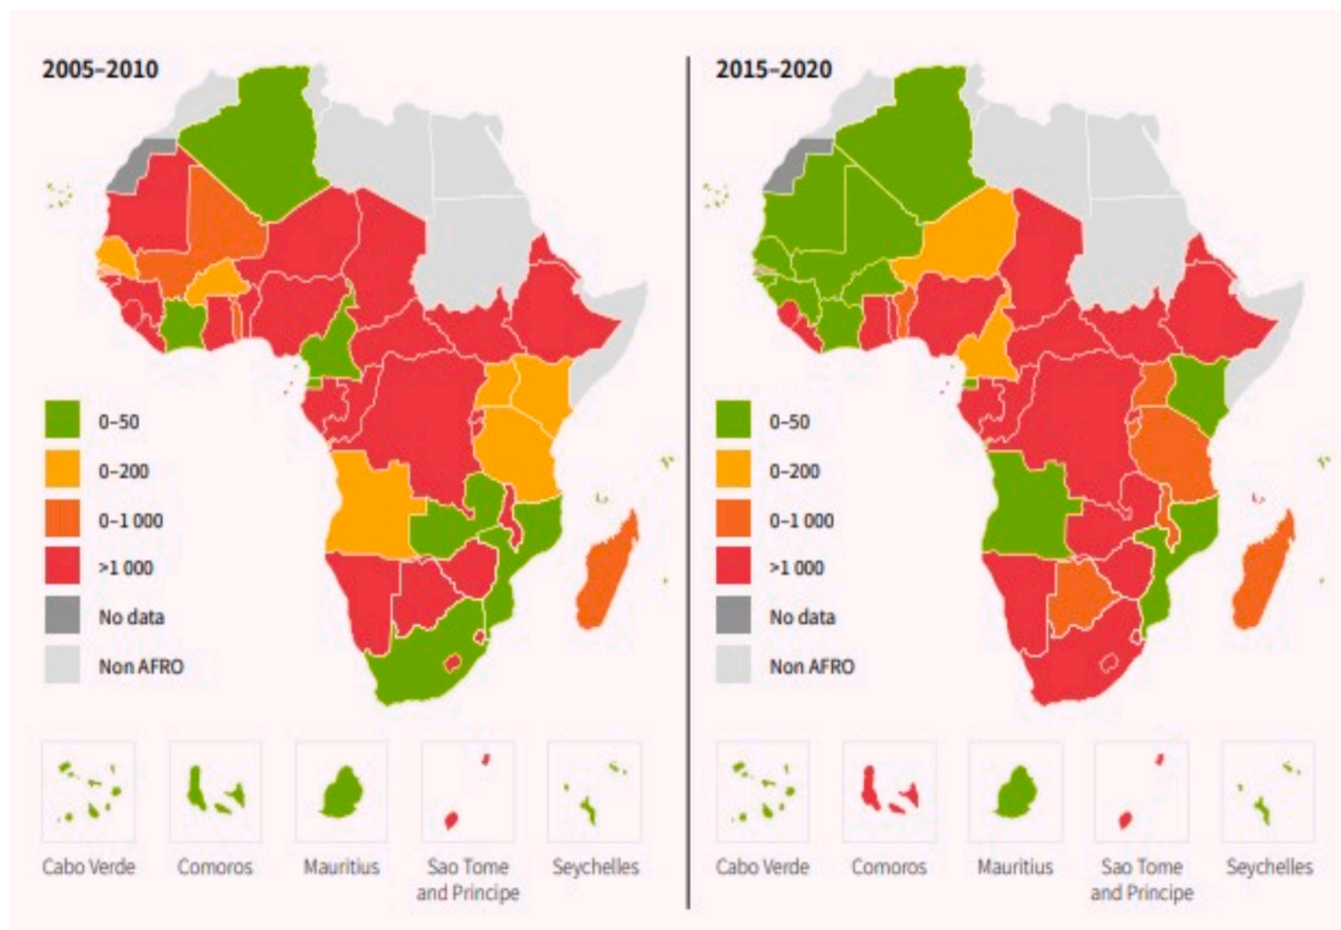 2005–2010
0–50
0–200
0–1 000
>1 000
No data
Non AFRO
Cabo Verde
Comoros
Mauritius
Sao Tome
and Principe
Seychelles
2015–2020
0–50
0–200
0–1 000
>1 000
No data
Non AFRO
Cabo Verde
Comoros
Mauritius
Sao Tome
and Principe
Seychelles